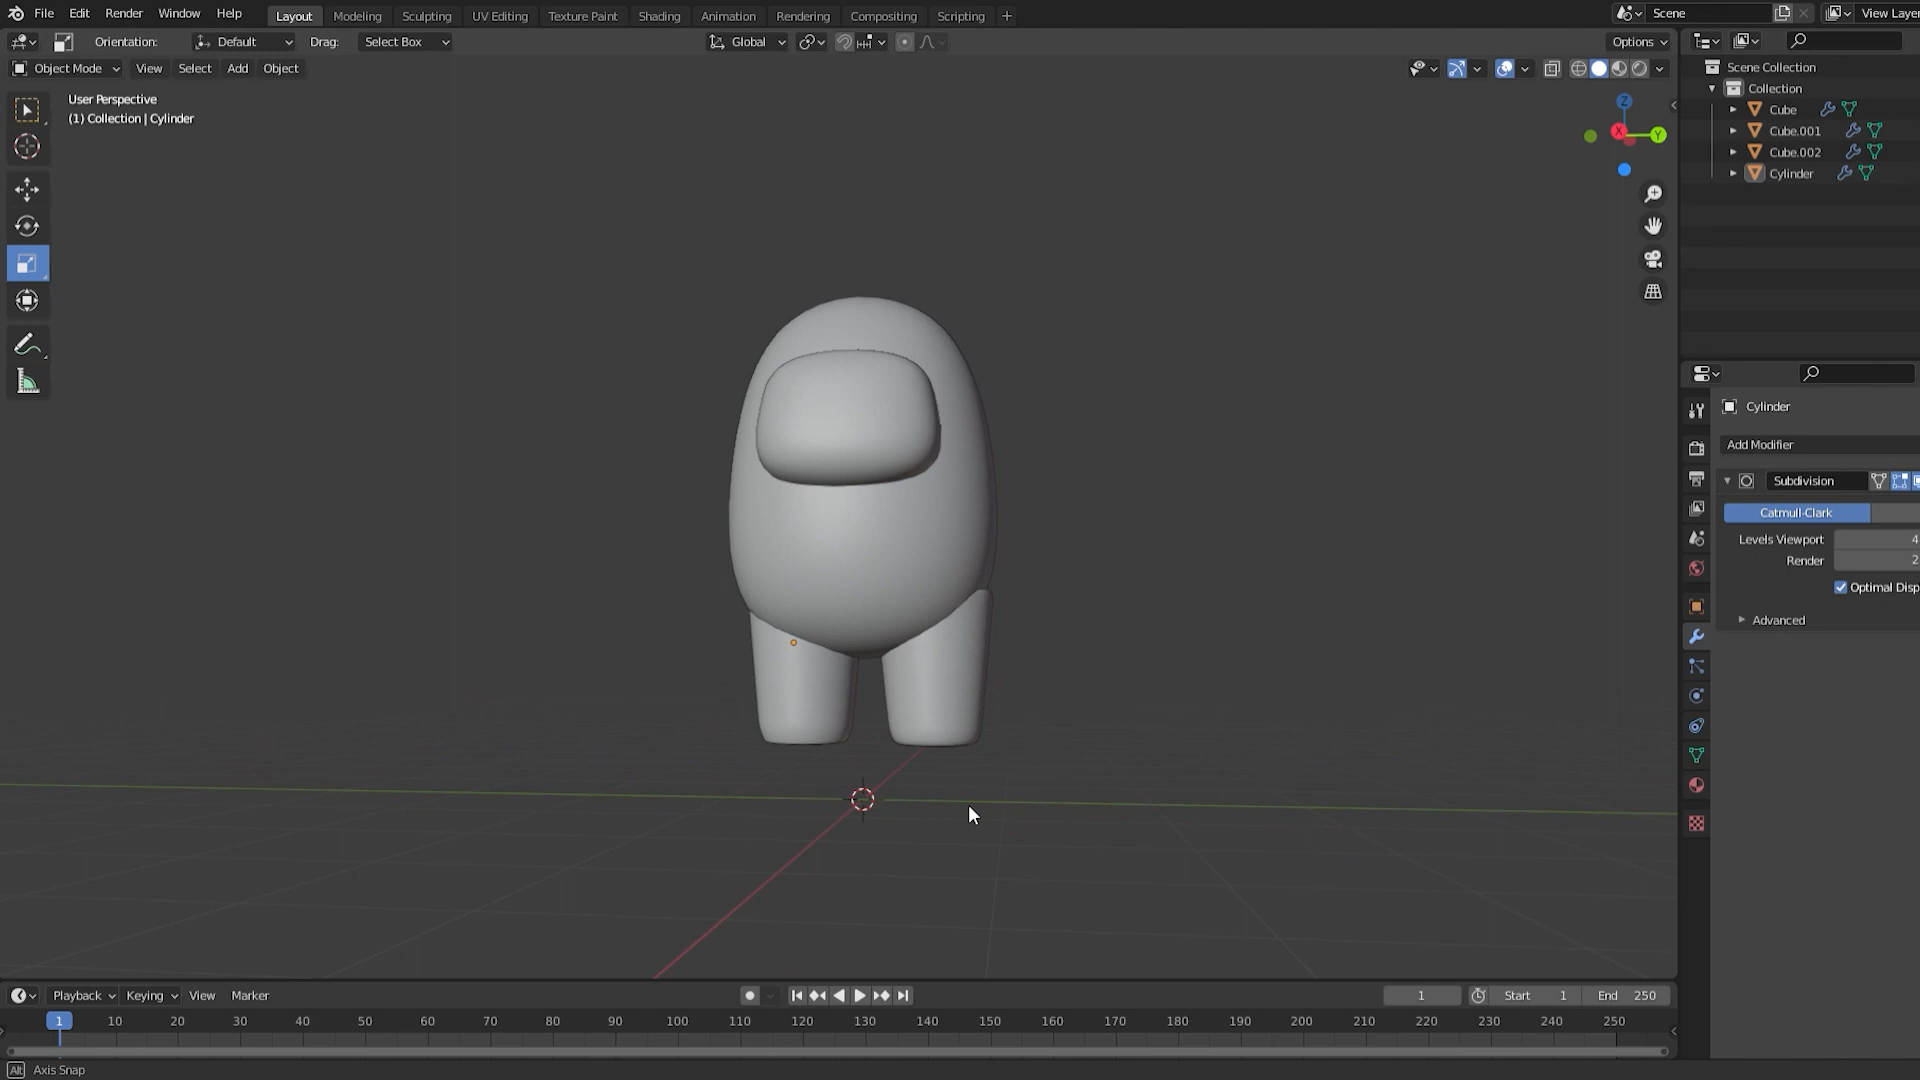 File Edit Render Window Help Layout Modeling Sculpting UV Editing Texture Paint Shading Animation Rendering Compositing Scripting + Scene View Layer
Orientation: Default Drag: Select Box Global Options
Object Mode View Select Add Object
User Perspective
(1) Collection | Cylinder
Z
X
Y
Scene Collection
Collection
Cube
Cube.001
Cube.002
Cylinder
Cylinder
Add Modifier
Subdivision
Catmull-Clark
Levels Viewport 4
Render 2
Optimal Disp
Advanced
Playback Keying View Marker 1 Start 1 End 250
1 10 20 30 40 50 60 70 80 90 100 110 120 130 140 150 160 170 180 190 200 210 220 230 240 250
Alt Axis Snap